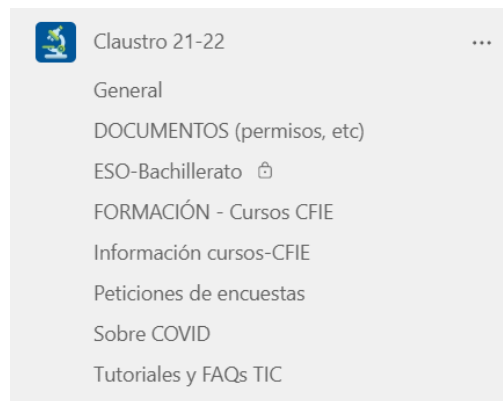 Claustro 21-22
General
DOCUMENTOS (permisos, etc)
ESO-Bachillerato
FORMACIÓN - Cursos CFIE
Información cursos-CFIE
Peticiones de encuestas
Sobre COVID
Tutoriales y FAQs TIC